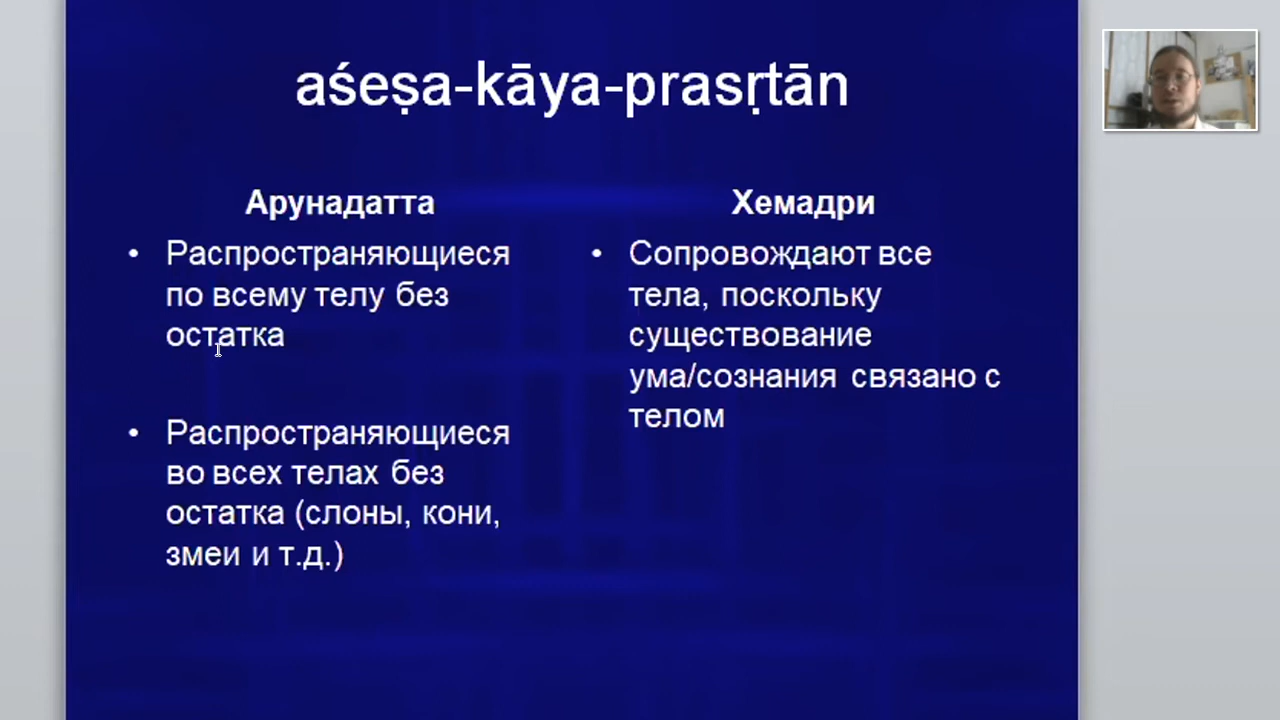 aśeṣa-kāya-prasṛtān
Арунадатта
• Распространяющиеся
по всему телу без
остатка
• Распространяющиеся
во всех телах без
остатка (слоны, кони,
змеи и т.д.)
Хемадри
• Сопровождают все
тела, поскольку
существование
ума/сознания связано с
телом